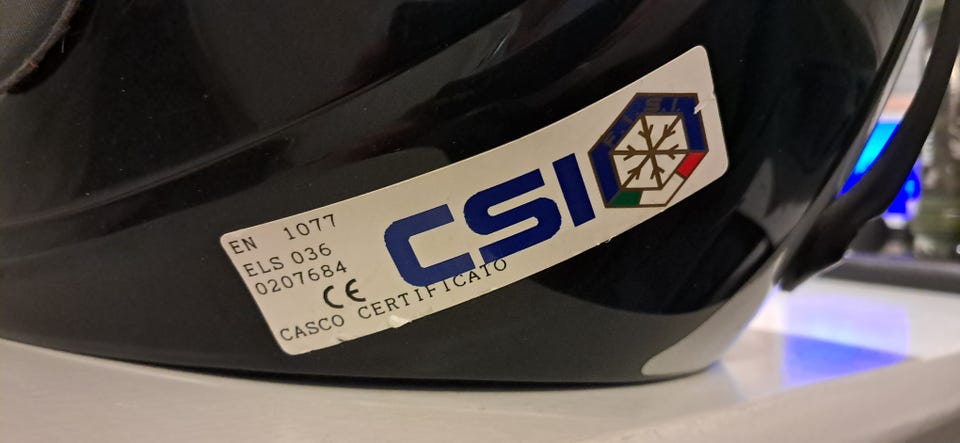 EN 1077
ELS 036
0207684
CE
CASCO CERTIFICATO
CSI
F.I.S.I.